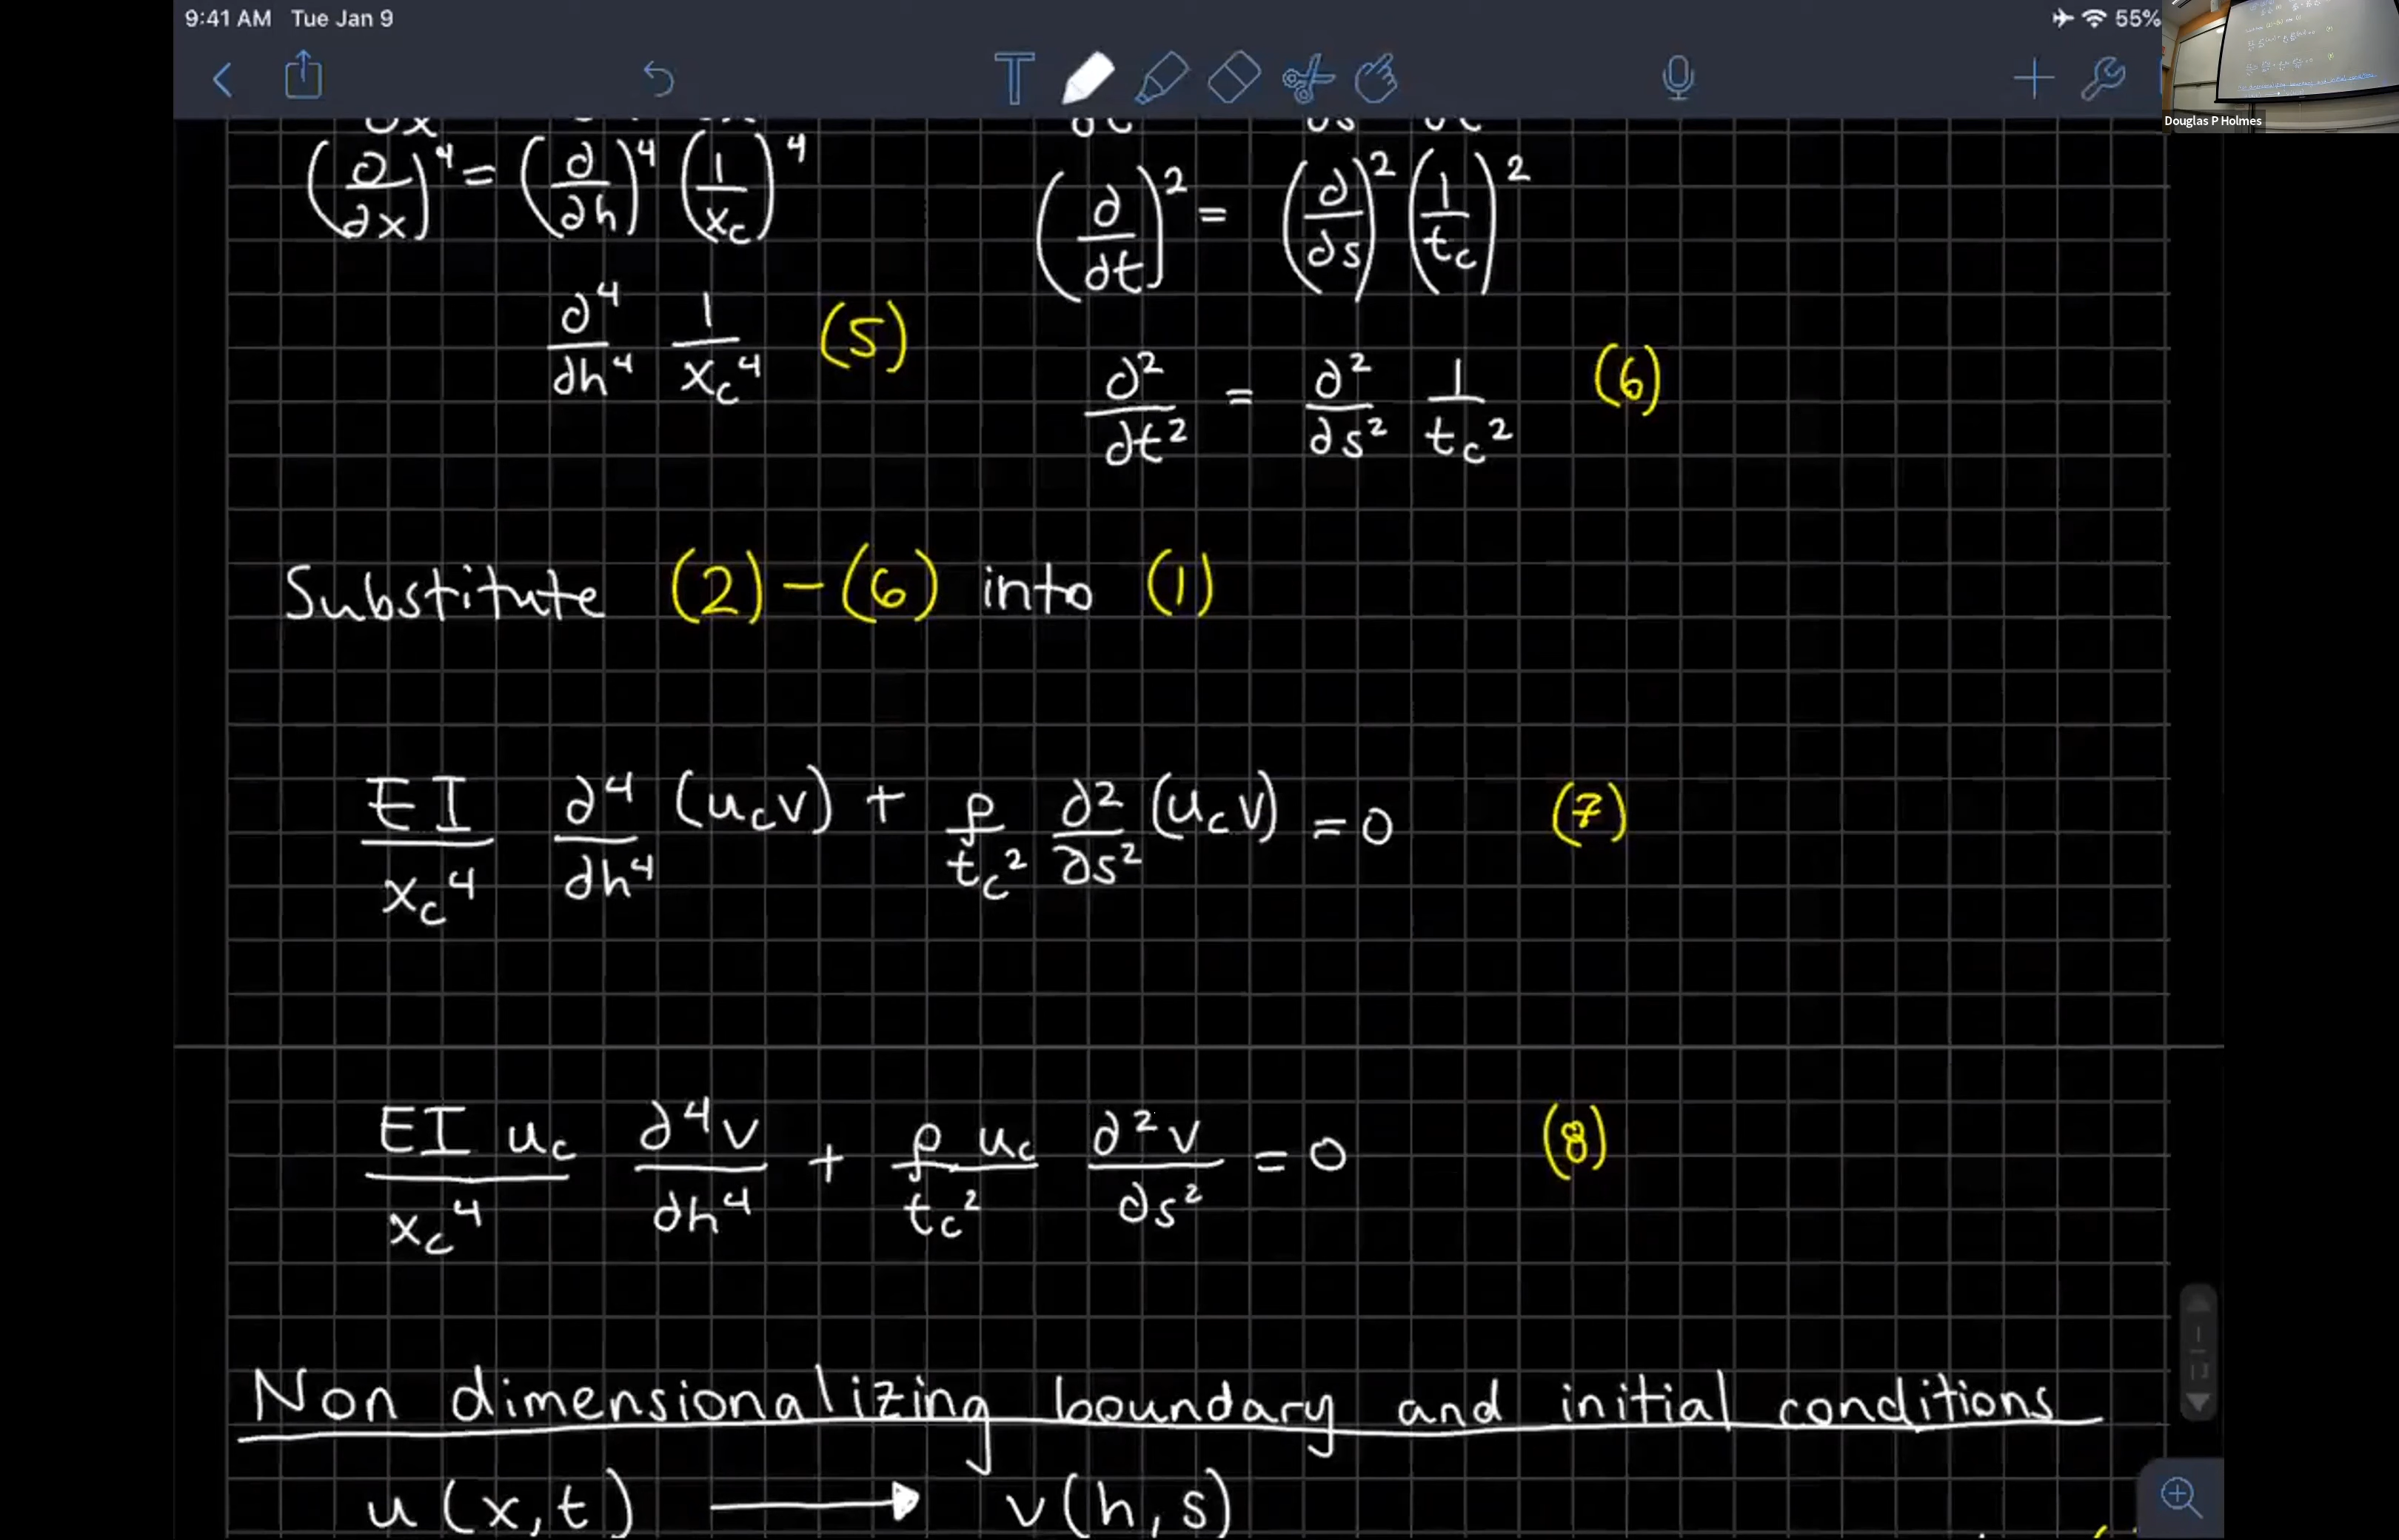 9:41 AM Tue Jan 9
55%
Douglas P Holmes
(∂/∂x)⁴ = (∂/∂h)⁴ (1/x_c)⁴
(∂/∂t)² = (∂/∂s)² (1/t_c)²
∂⁴/∂h⁴ 1/x_c⁴ (5)
∂²/∂t² = ∂²/∂s² 1/t_c² (6)
Substitute (2) – (6) into (1)
EI/x_c⁴ ∂⁴/∂h⁴ (u_c v) + ρ/t_c² ∂²/∂s² (u_c v) = 0 (7)
EI u_c/x_c⁴ ∂⁴v/∂h⁴ + ρ u_c/t_c² ∂²v/∂s² = 0 (8)
Non dimensionalizing boundary and initial conditions
u(x,t) → v(h,s)